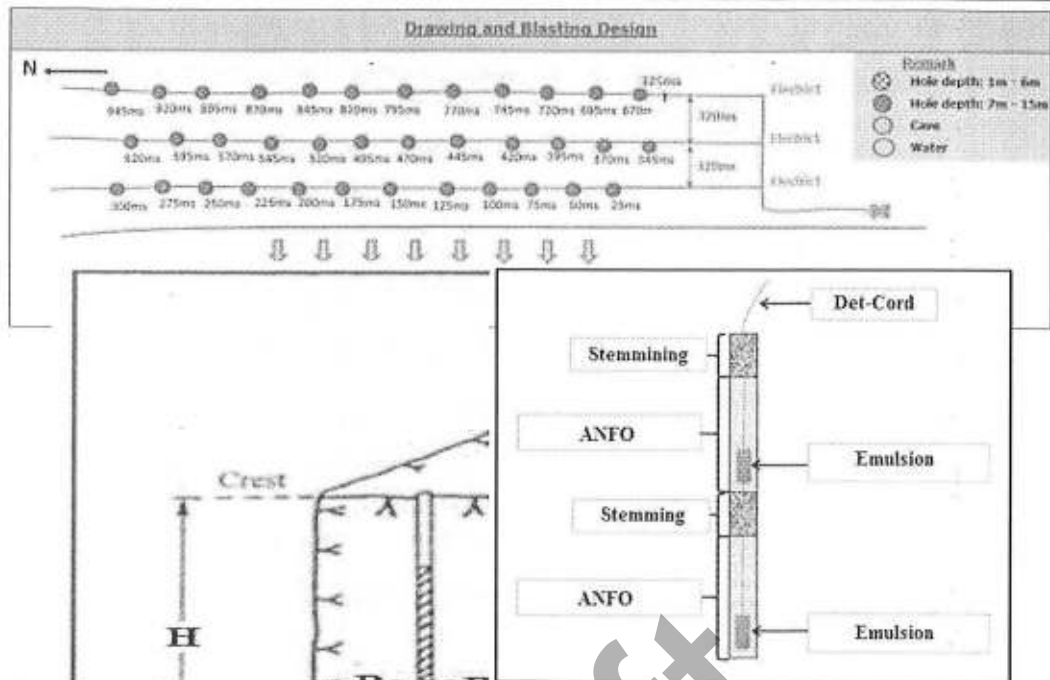 Drawing and Blasting Design
N
Remark
Hole depth: 1m - 6m
Hole depth: 7m - 15m
Cave
Water
325ms
945ms 920ms 895ms 870ms 845ms 820ms 795ms 770ms 745ms 720ms 695ms 670m
320ms
620ms 595ms 570ms 545ms 520ms 495ms 470ms 445ms 420ms 395ms 370ms 345ms
320ms
300ms 275ms 250ms 225ms 200ms 175ms 150ms 125ms 100ms 75ms 50ms 25ms
Det-Cord
Stemmining
ANFO
Emulsion
Stemming
ANFO
Emulsion
Crest
H